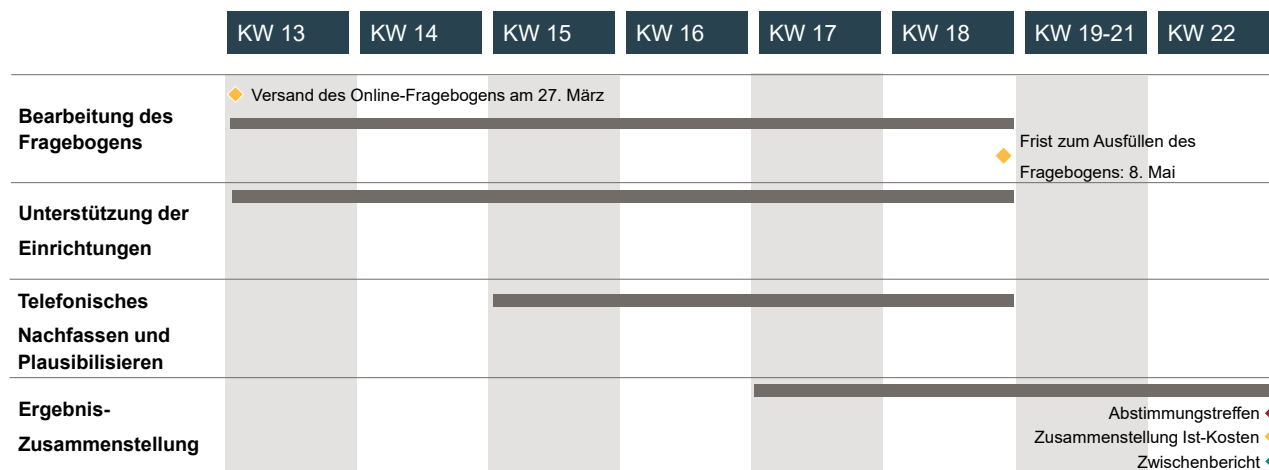 KW 13 KW 14 KW 15 KW 16 KW 17 KW 18 KW 19-21 KW 22
Versand des Online-Fragebogens am 27. März
Bearbeitung des
Fragebogens
Frist zum Ausfüllen des
Fragebogens: 8. Mai
Unterstützung der
Einrichtungen
Telefonisches
Nachfassen und
Plausibilisieren
Ergebnis-
Zusammenstellung
Abstimmungstreffen
Zusammenstellung Ist-Kosten
Zwischenbericht